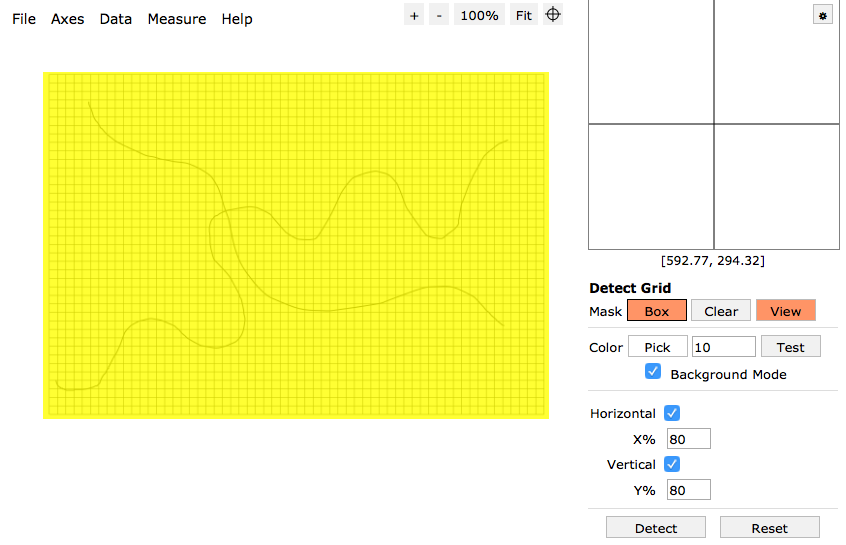 File Axes Data Measure Help + - 100% Fit
[592.77, 294.32]
Detect Grid
Mask Box Clear View
Color Pick 10 Test
Background Mode
Horizontal
X% 80
Vertical
Y% 80
Detect Reset